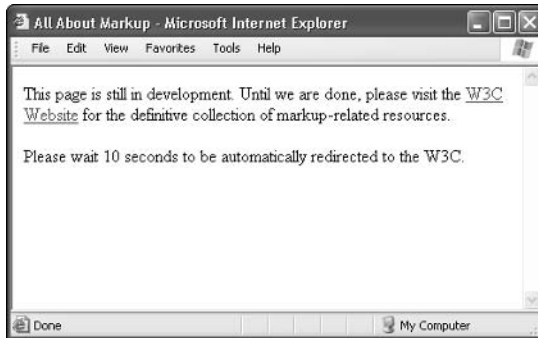 All About Markup - Microsoft Internet Explorer
File Edit View Favorites Tools Help
This page is still in development. Until we are done, please visit the W3C
Website for the definitive collection of markup-related resources.
Please wait 10 seconds to be automatically redirected to the W3C.
Done My Computer